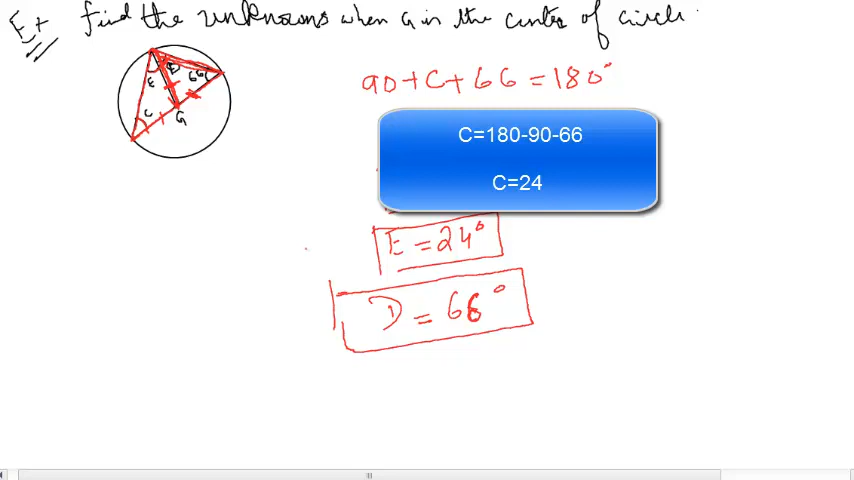 Ex find the unknowns when G is the center of circle.
D
E
66
C
G
90+C+66=180°
C=180-90-66
C=24
E=24°
D=66°